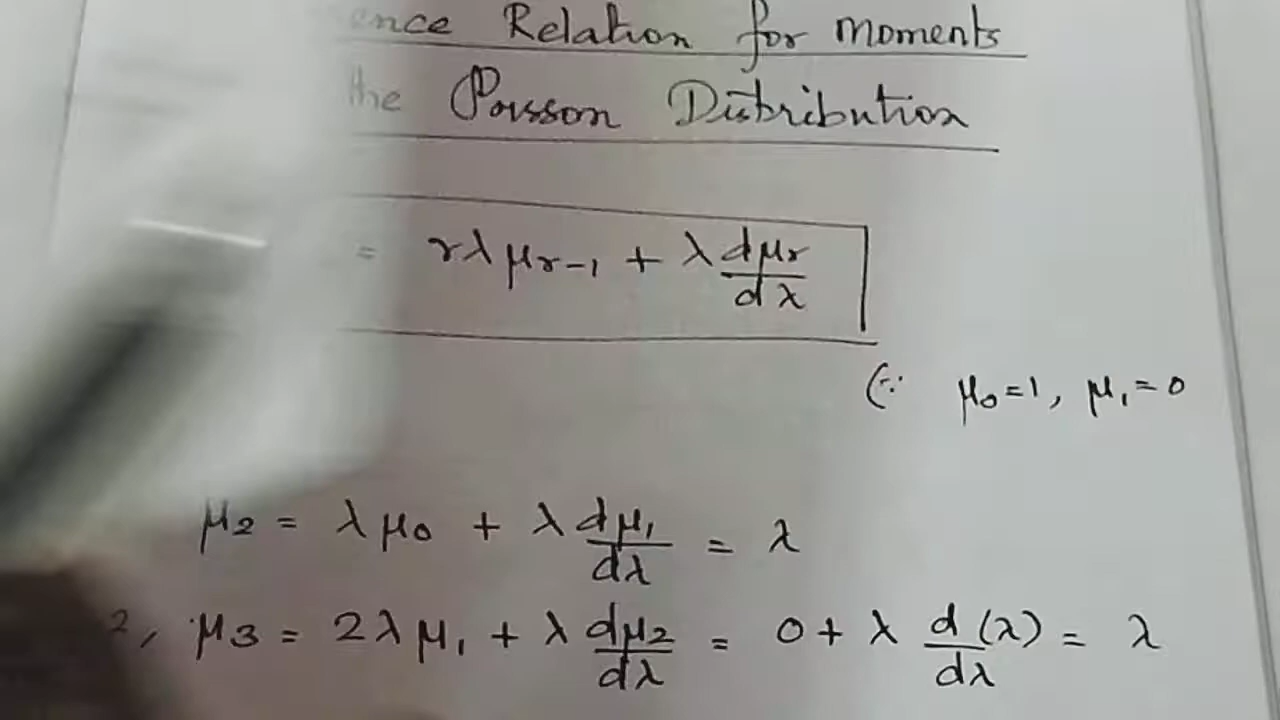 ence Relation for moments
the Poisson Distribution
= rλ μr-1 + λ dμr/dλ
(∵ μ0=1, μ1=0
μ2 = λμ0 + λ dμ1/dλ = λ
2, μ3 = 2λμ1 + λ dμ2/dλ = 0 + λ d(λ)/dλ = λ